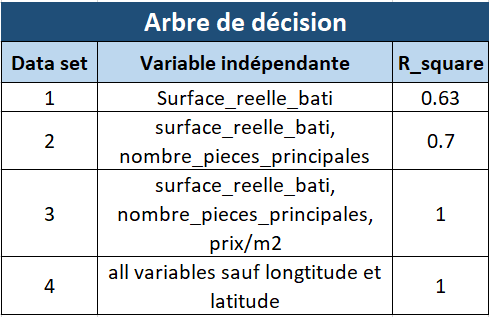 Arbre de décision
Data set Variable indépendante R_square
1 Surface_reelle_bati 0.63
2 surface_reelle_bati, nombre_pieces_principales 0.7
3 surface_reelle_bati, nombre_pieces_principales, prix/m2 1
4 all variables sauf longtitude et latitude 1